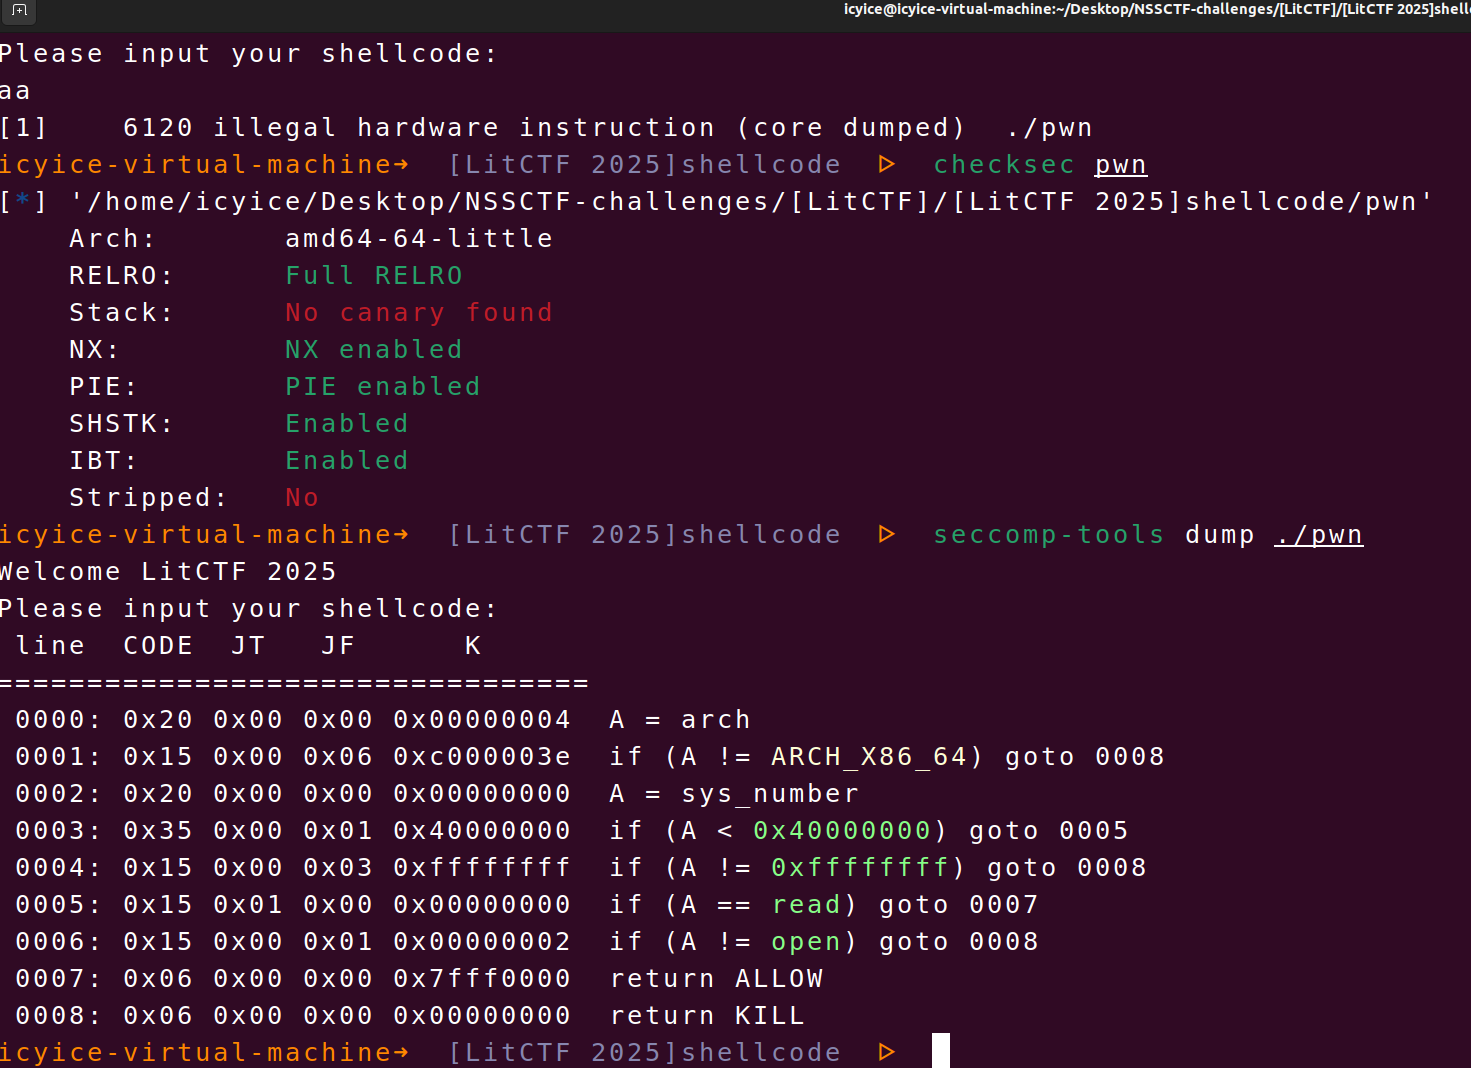 icyice@icyice-virtual-machine:~/Desktop/NSSCTF-challenges/[LitCTF]/[LitCTF 2025]shell
Please input your shellcode:
aa
[1]    6120 illegal hardware instruction (core dumped)  ./pwn
icyice-virtual-machine→  [LitCTF 2025]shellcode  ▷  checksec pwn
[*] '/home/icyice/Desktop/NSSCTF-challenges/[LitCTF]/[LitCTF 2025]shellcode/pwn'
    Arch:       amd64-64-little
    RELRO:      Full RELRO
    Stack:      No canary found
    NX:         NX enabled
    PIE:        PIE enabled
    SHSTK:      Enabled
    IBT:        Enabled
    Stripped:   No
icyice-virtual-machine→  [LitCTF 2025]shellcode  ▷  seccomp-tools dump ./pwn
Welcome LitCTF 2025
Please input your shellcode:
 line  CODE  JT   JF      K
=================================
 0000: 0x20 0x00 0x00 0x00000004  A = arch
 0001: 0x15 0x00 0x06 0xc000003e  if (A != ARCH_X86_64) goto 0008
 0002: 0x20 0x00 0x00 0x00000000  A = sys_number
 0003: 0x35 0x00 0x01 0x40000000  if (A < 0x40000000) goto 0005
 0004: 0x15 0x00 0x03 0xffffffff  if (A != 0xffffffff) goto 0008
 0005: 0x15 0x01 0x00 0x00000000  if (A == read) goto 0007
 0006: 0x15 0x00 0x01 0x00000002  if (A != open) goto 0008
 0007: 0x06 0x00 0x00 0x7fff0000  return ALLOW
 0008: 0x06 0x00 0x00 0x00000000  return KILL
icyice-virtual-machine→  [LitCTF 2025]shellcode  ▷